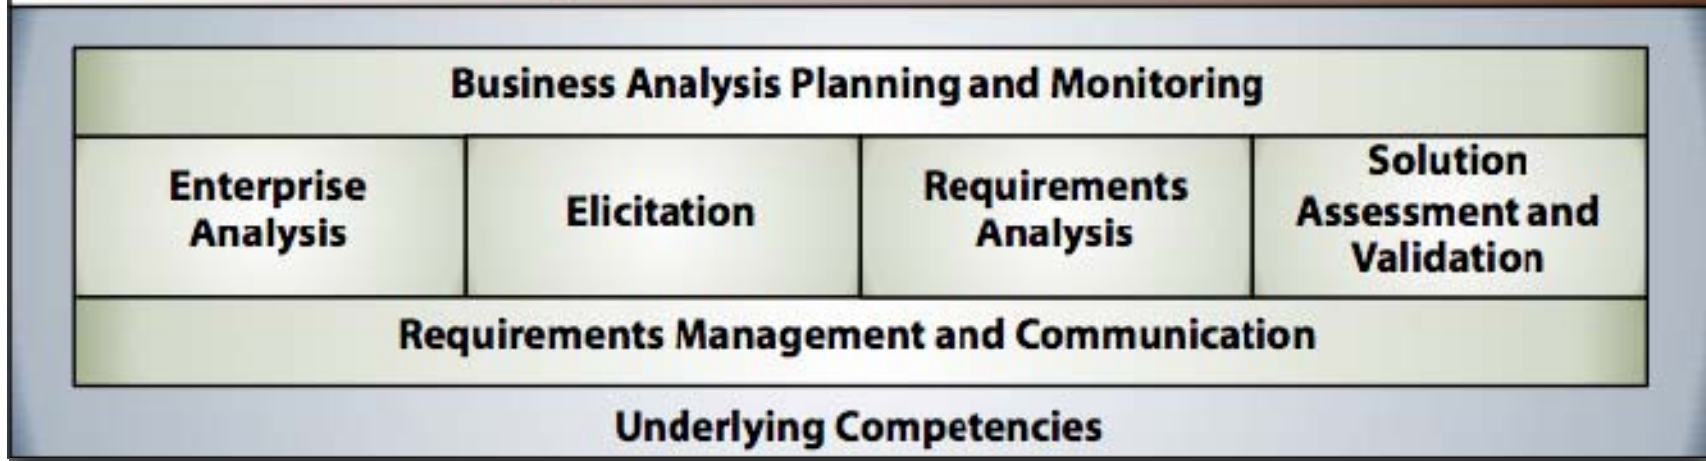 Business Analysis Planning and Monitoring
Enterprise
Analysis
Elicitation
Requirements
Analysis
Solution
Assessment and
Validation
Requirements Management and Communication
Underlying Competencies